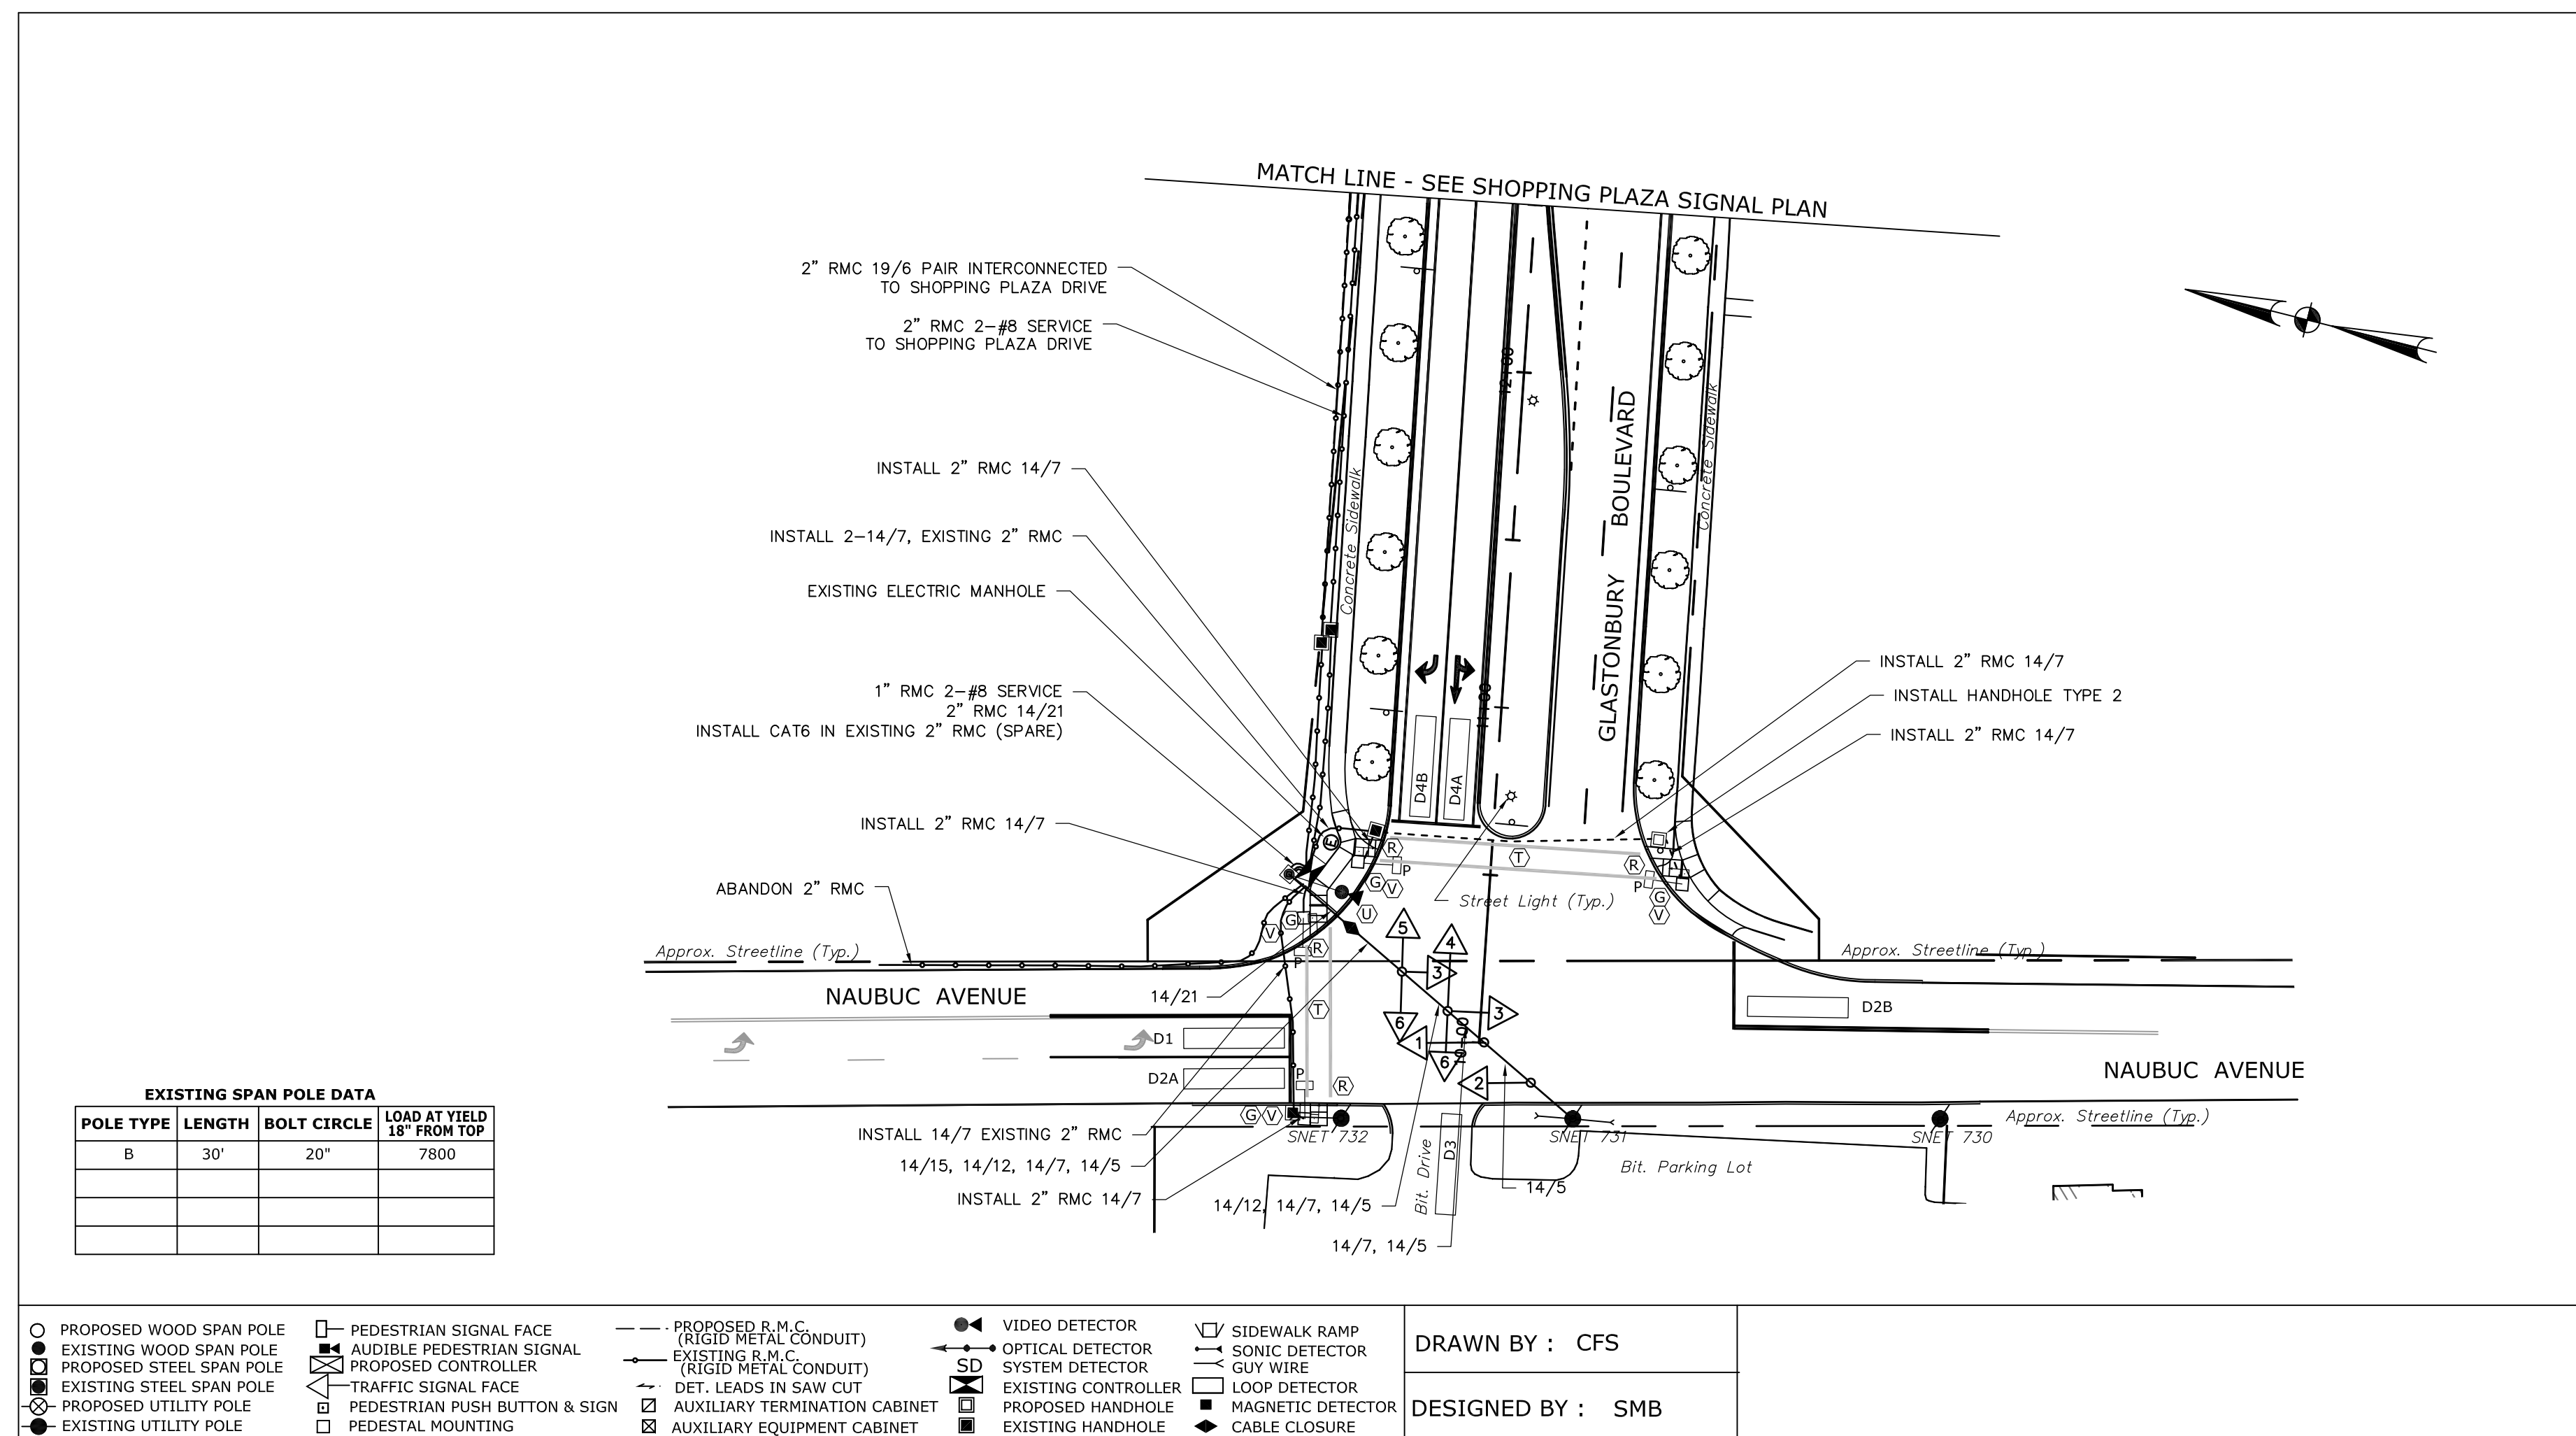 MATCH LINE - SEE SHOPPING PLAZA SIGNAL PLAN
2” RMC 19/6 PAIR INTERCONNECTED
TO SHOPPING PLAZA DRIVE
2” RMC 2-#8 SERVICE
TO SHOPPING PLAZA DRIVE
INSTALL 2” RMC 14/7
INSTALL 2-14/7, EXISTING 2” RMC
EXISTING ELECTRIC MANHOLE
1” RMC 2-#8 SERVICE
2” RMC 14/21
INSTALL CAT6 IN EXISTING 2” RMC (SPARE)
INSTALL 2” RMC 14/7
ABANDON 2” RMC
Approx. Streetline (Typ.)
NAUBUC AVENUE
14/21
Concrete Sidewalk
12+00
11+00
GLASTONBURY BOULEVARD
Concrete Sidewalk
INSTALL 2” RMC 14/7
INSTALL HANDHOLE TYPE 2
INSTALL 2” RMC 14/7
D4B
D4A
E
R
P
G
V
U
T
R
P
G
V
Street Light (Typ.)
G
V
R
P
T
5
4
3
3
6
1
6
2
Approx. Streetline (Typ.)
D2B
NAUBUC AVENUE
D1
D2A
P
R
G
V
SNET 732
SNET 731
SNET 730
Approx. Streetline (Typ.)
Bit. Drive
D3
Bit. Parking Lot
INSTALL 14/7 EXISTING 2” RMC
14/15, 14/12, 14/7, 14/5
INSTALL 2” RMC 14/7
14/12, 14/7, 14/5
14/7, 14/5
14/5
EXISTING SPAN POLE DATA
POLE TYPE LENGTH BOLT CIRCLE LOAD AT YIELD 18" FROM TOP
B 30' 20" 7800
PROPOSED WOOD SPAN POLE
EXISTING WOOD SPAN POLE
PROPOSED STEEL SPAN POLE
EXISTING STEEL SPAN POLE
PROPOSED UTILITY POLE
EXISTING UTILITY POLE
PEDESTRIAN SIGNAL FACE
AUDIBLE PEDESTRIAN SIGNAL
PROPOSED CONTROLLER
TRAFFIC SIGNAL FACE
PEDESTRIAN PUSH BUTTON & SIGN
PEDESTAL MOUNTING
PROPOSED R.M.C.
(RIGID METAL CONDUIT)
EXISTING R.M.C.
(RIGID METAL CONDUIT)
DET. LEADS IN SAW CUT
AUXILIARY TERMINATION CABINET
AUXILIARY EQUIPMENT CABINET
VIDEO DETECTOR
OPTICAL DETECTOR
SD SYSTEM DETECTOR
EXISTING CONTROLLER
PROPOSED HANDHOLE
EXISTING HANDHOLE
SIDEWALK RAMP
SONIC DETECTOR
GUY WIRE
LOOP DETECTOR
MAGNETIC DETECTOR
CABLE CLOSURE
DRAWN BY : CFS
DESIGNED BY : SMB